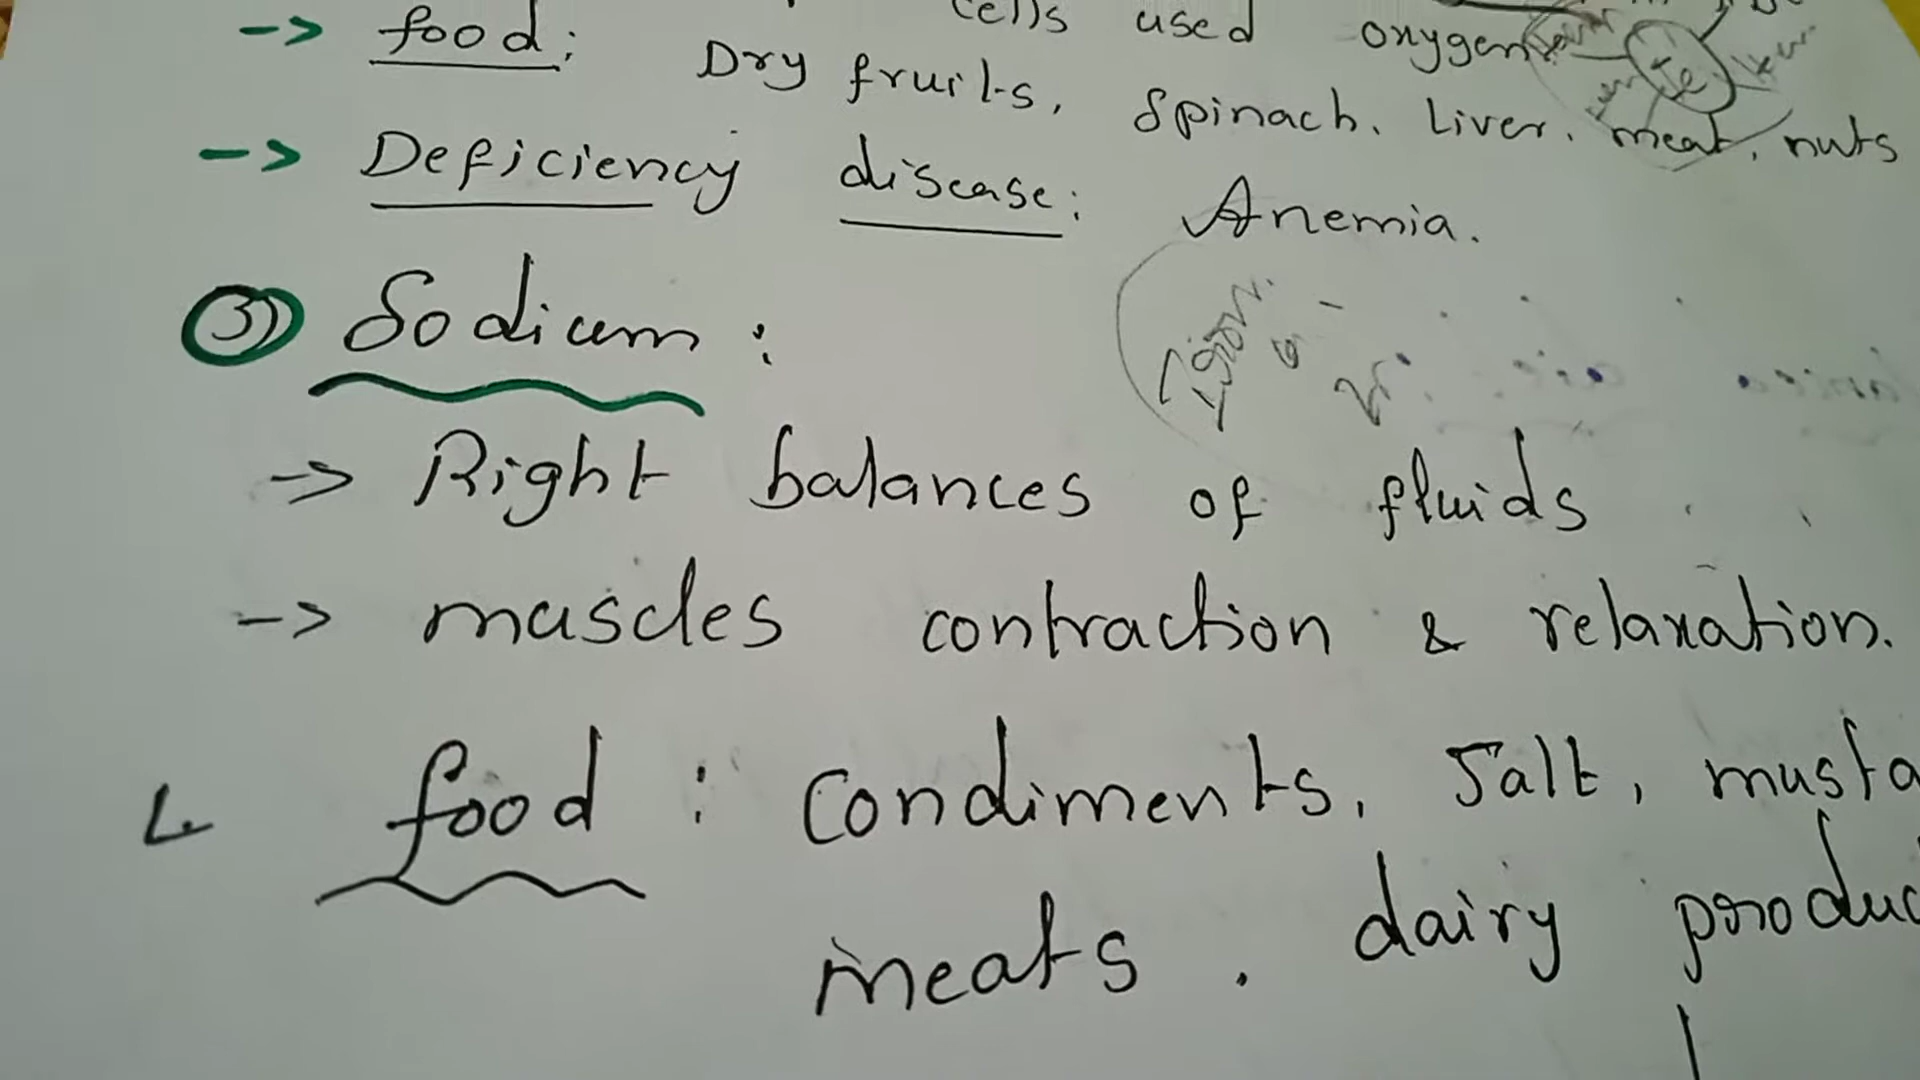 cells used oxygen
-> food: Dry fruits, Spinach. Liver. meat, nuts
-> Deficiency disease: Anemia.
3) Sodium:
-> Right balances of fluids
-> muscles contraction & relaxation.
food: Condiments, Salt, musta
meats. dairy produc